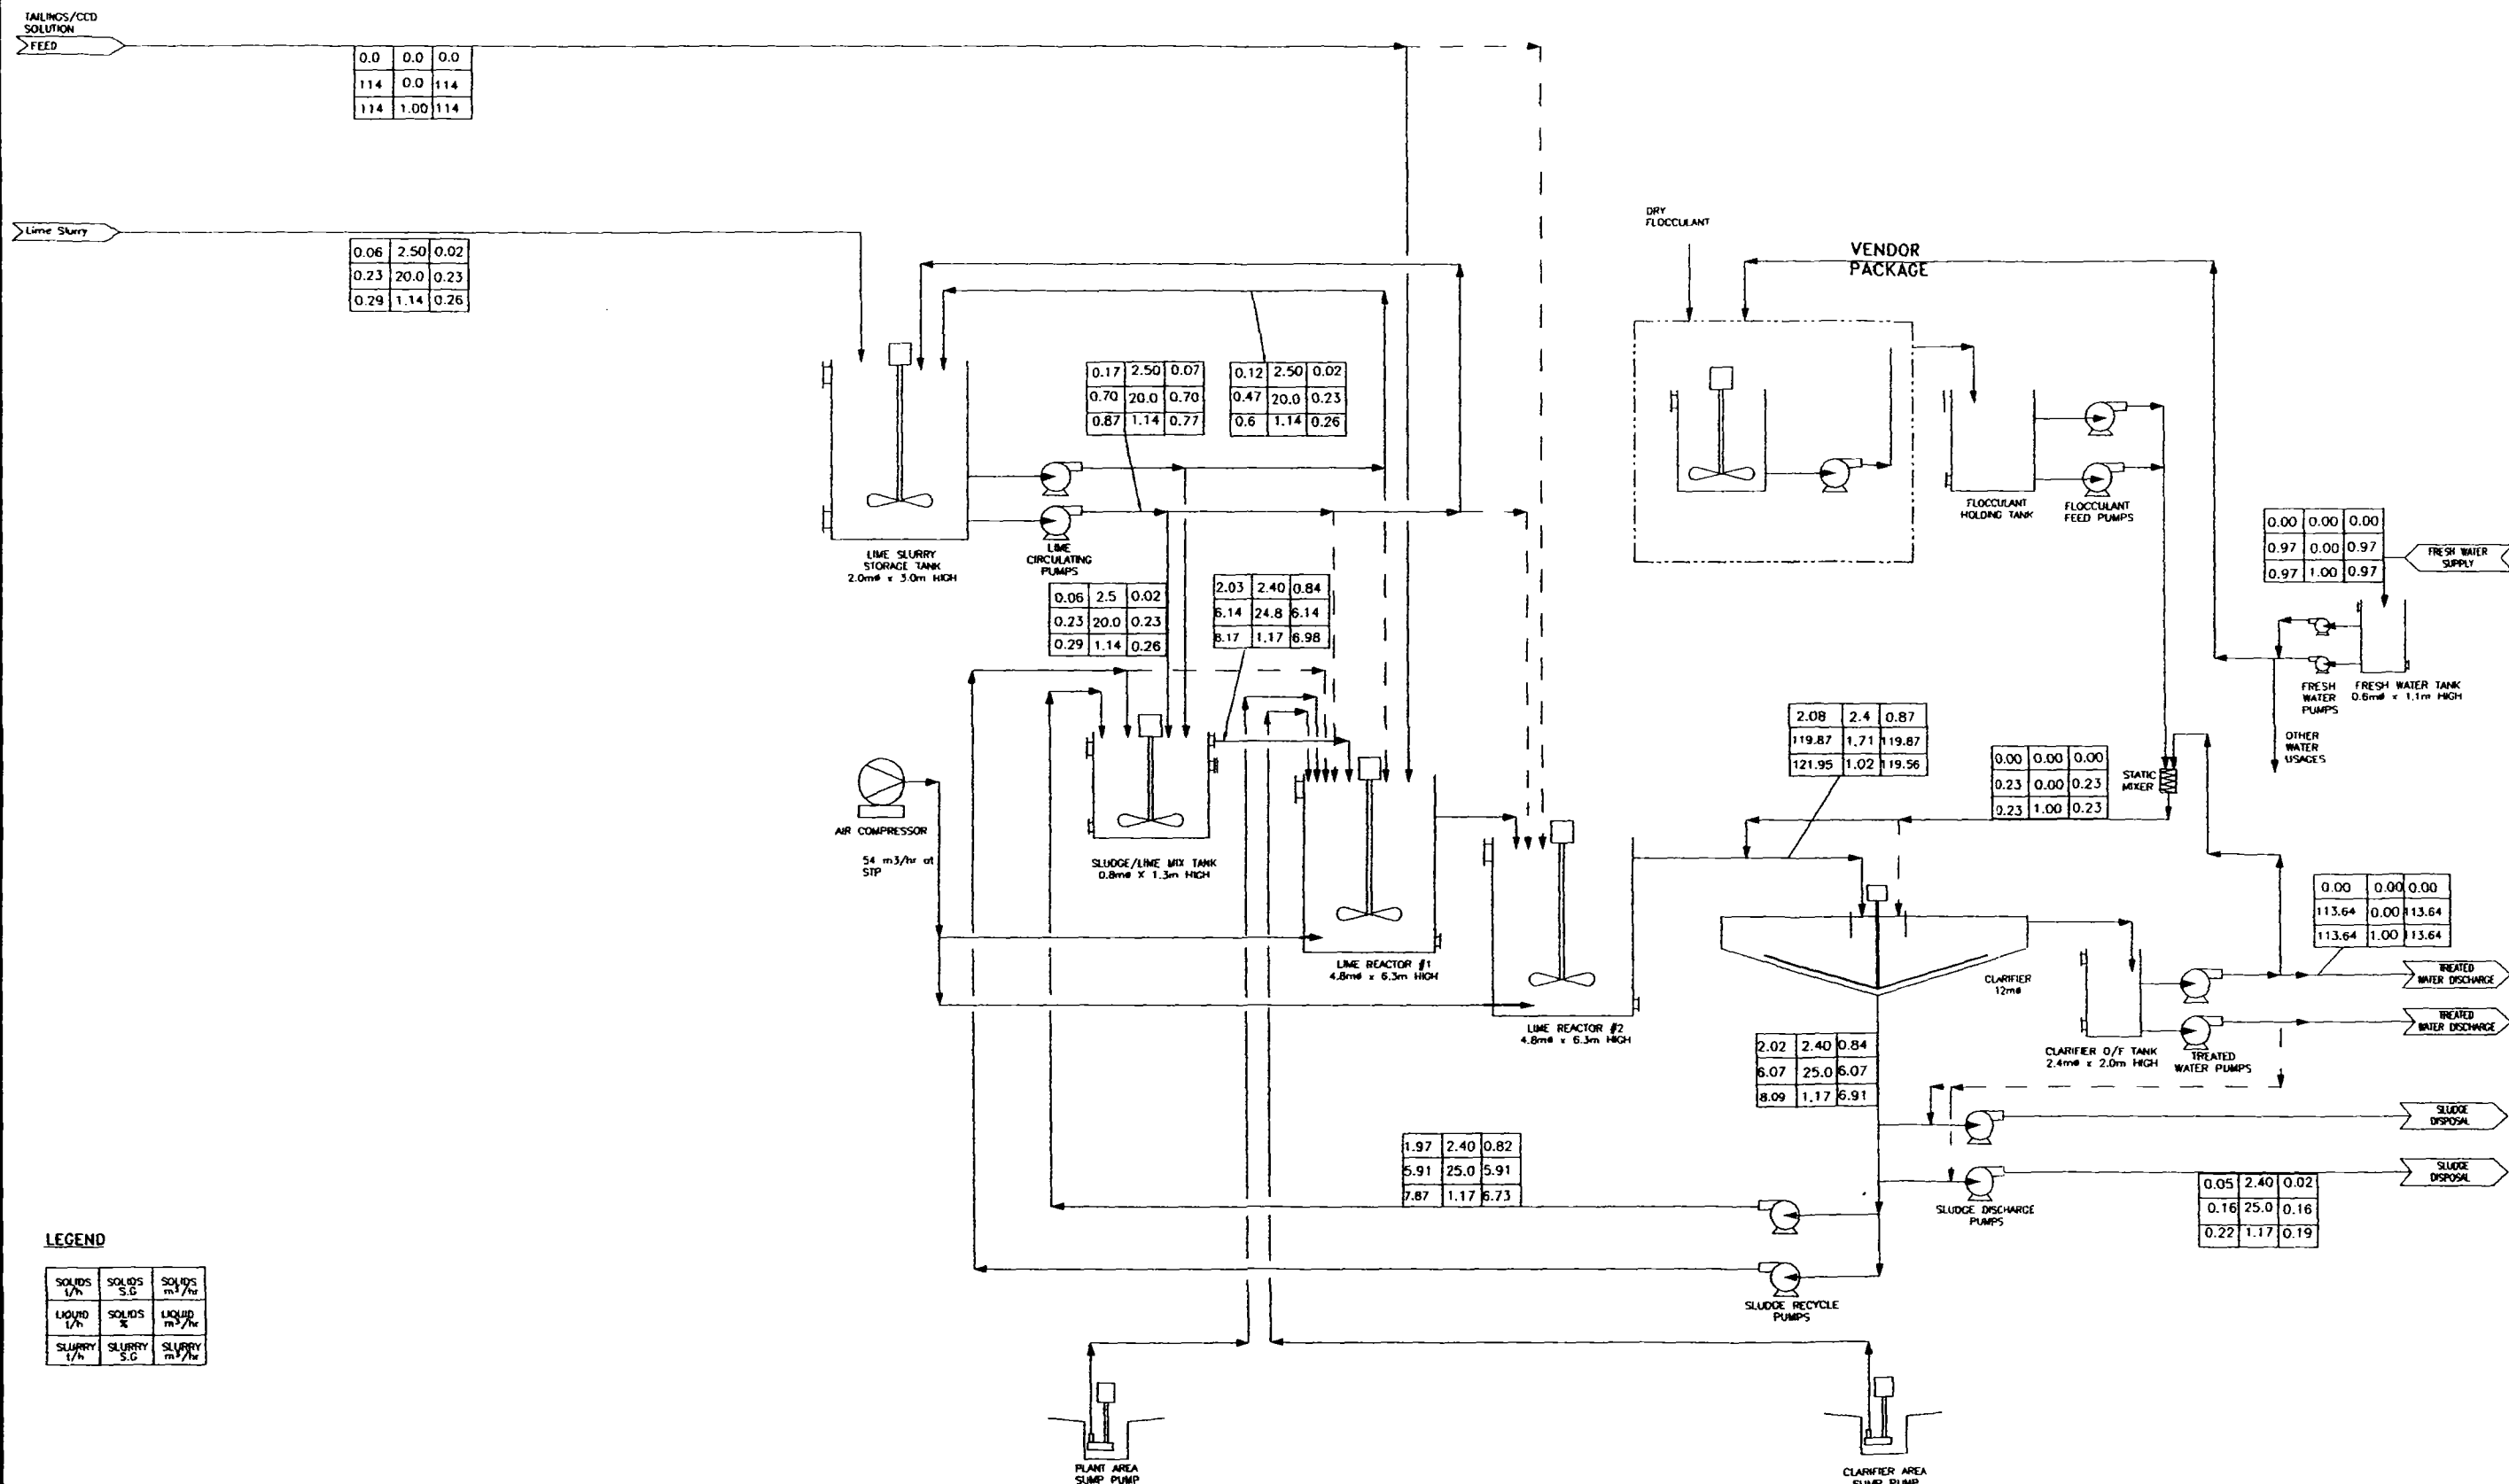 TAILINGS/CCD
SOLUTION
FEED
0.0 0.0 0.0
114 0.0 114
114 1.00 114
Lime Slurry
0.06 2.50 0.02
0.23 20.0 0.23
0.29 1.14 0.26
DRY
FLOCCULANT
VENDOR
PACKAGE
0.17 2.50 0.07
0.70 20.0 0.70
0.87 1.14 0.77
0.12 2.50 0.02
0.47 20.0 0.23
0.6 1.14 0.26
LIME SLURRY
STORAGE TANK
2.0mø x 3.0m HIGH
LIME
CIRCULATING
PUMPS
FLOCCULANT
HOLDING TANK
FLOCCULANT
FEED PUMPS
0.00 0.00 0.00
0.97 0.00 0.97
0.97 1.00 0.97
FRESH WATER
SUPPLY
0.06 2.5 0.02
0.23 20.0 0.23
0.29 1.14 0.26
2.03 2.40 0.84
6.14 24.8 6.14
8.17 1.17 6.98
FRESH
WATER
PUMPS
FRESH WATER TANK
0.6mø x 1.1m HIGH
OTHER
WATER
USAGES
2.08 2.4 0.87
119.87 1.71 119.87
121.95 1.02 119.56
0.00 0.00 0.00
0.23 0.00 0.23
0.23 1.00 0.23
STATIC
MIXER
AIR COMPRESSOR
54 m3/hr at
STP
SLUDGE/LIME MIX TANK
0.8mø X 1.3m HIGH
LIME REACTOR #1
4.8mø x 6.3m HIGH
LIME REACTOR #2
4.8mø x 6.3m HIGH
CLARIFIER
12mø
0.00 0.00 0.00
113.64 0.00 113.64
113.64 1.00 113.64
TREATED
WATER DISCHARGE
TREATED
WATER DISCHARGE
CLARIFIER O/F TANK
2.4mø x 2.0m HIGH
TREATED
WATER PUMPS
2.02 2.40 0.84
6.07 25.0 6.07
8.09 1.17 6.91
SLUDGE
DISPOSAL
SLUDGE
DISPOSAL
1.97 2.40 0.82
5.91 25.0 5.91
7.87 1.17 6.73
SLUDGE DISCHARGE
PUMPS
0.05 2.40 0.02
0.16 25.0 0.16
0.22 1.17 0.19
SLUDGE RECYCLE
PUMPS
LEGEND
SOLIDS t/h SOLIDS S.G SOLIDS m³/hr
LIQUID t/h SOLIDS % LIQUID m³/hr
SLURRY t/h SLURRY S.G SLURRY m³/hr
PLANT AREA
SUMP PUMP
CLARIFIER AREA
SUMP PUMP